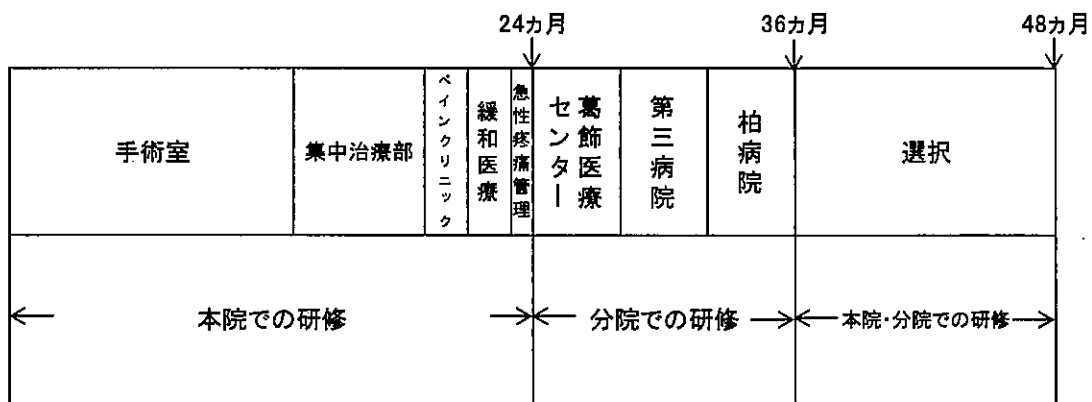 24カ月
36カ月
48カ月
手術室
集中治療部
ペインクリニック
緩和医療
急性疼痛管理
葛飾医療
センター
第三病院
柏病院
選択
本院での研修
分院での研修
本院・分院での研修